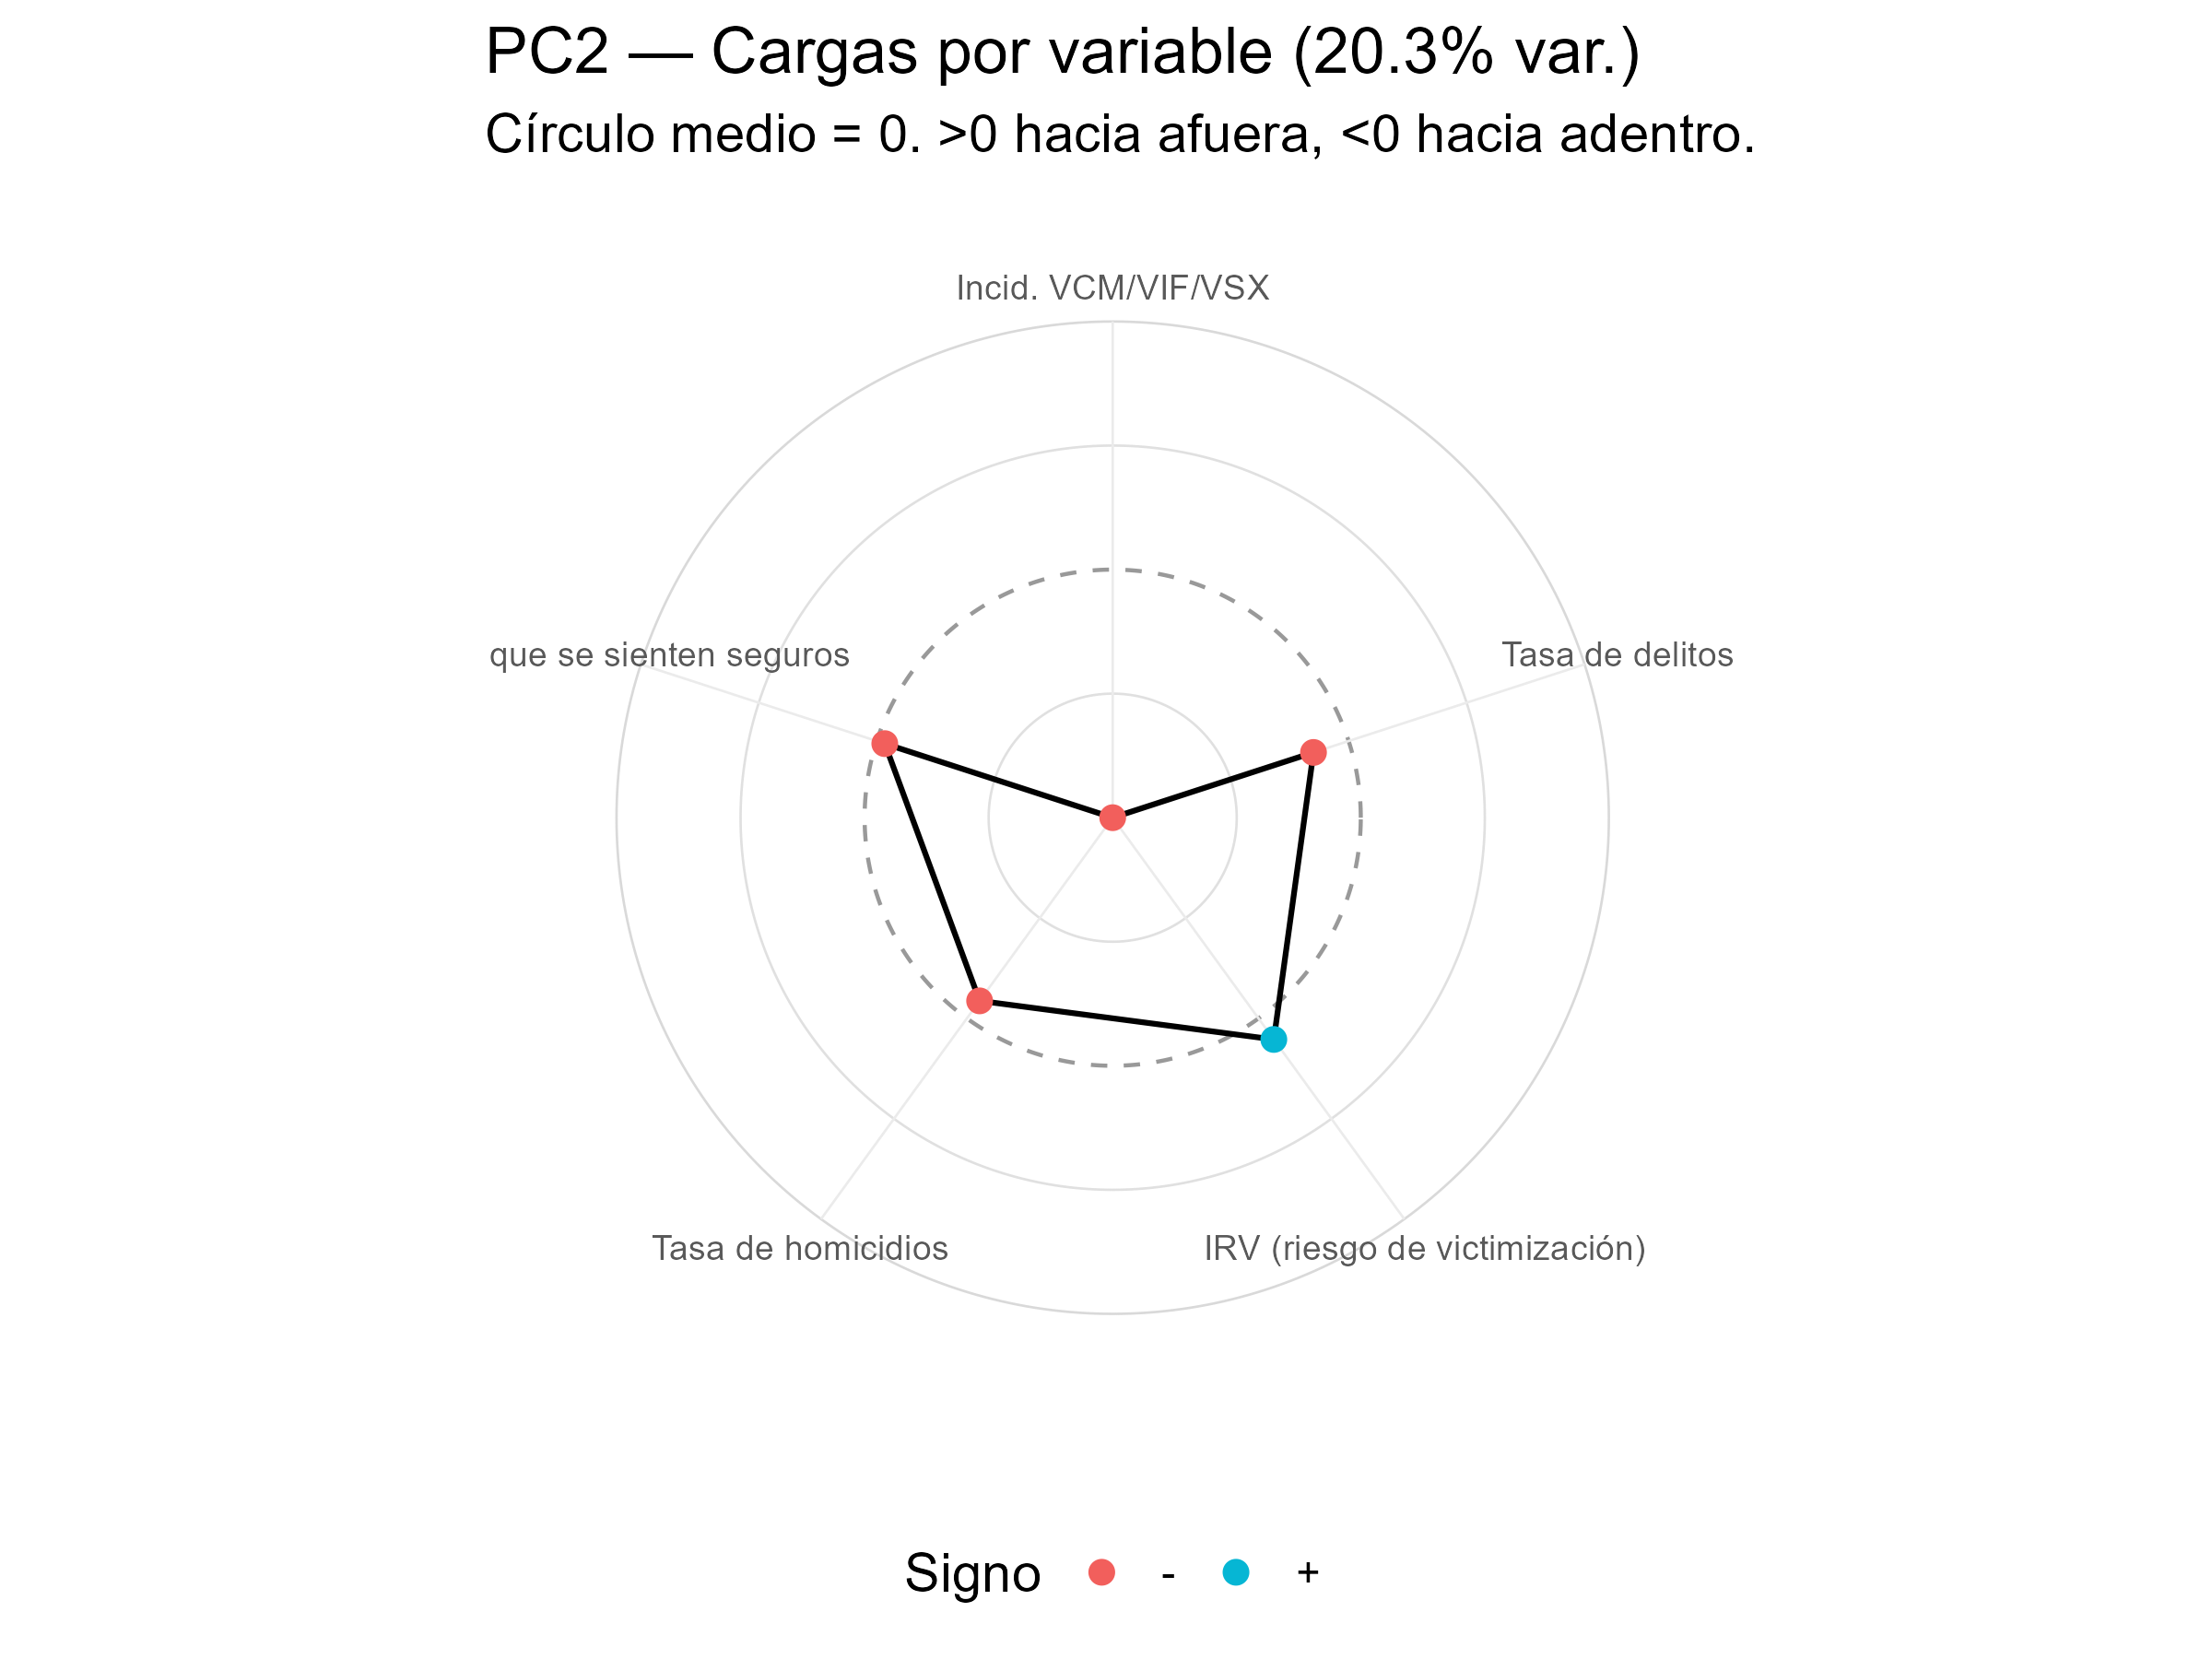 PC2 — Cargas por variable (20.3% var.)
Círculo medio = 0. >0 hacia afuera, <0 hacia adentro.
Incid. VCM/VIF/VSX
que se sienten seguros
Tasa de delitos
Tasa de homicidios
IRV (riesgo de victimización)
Signo - +